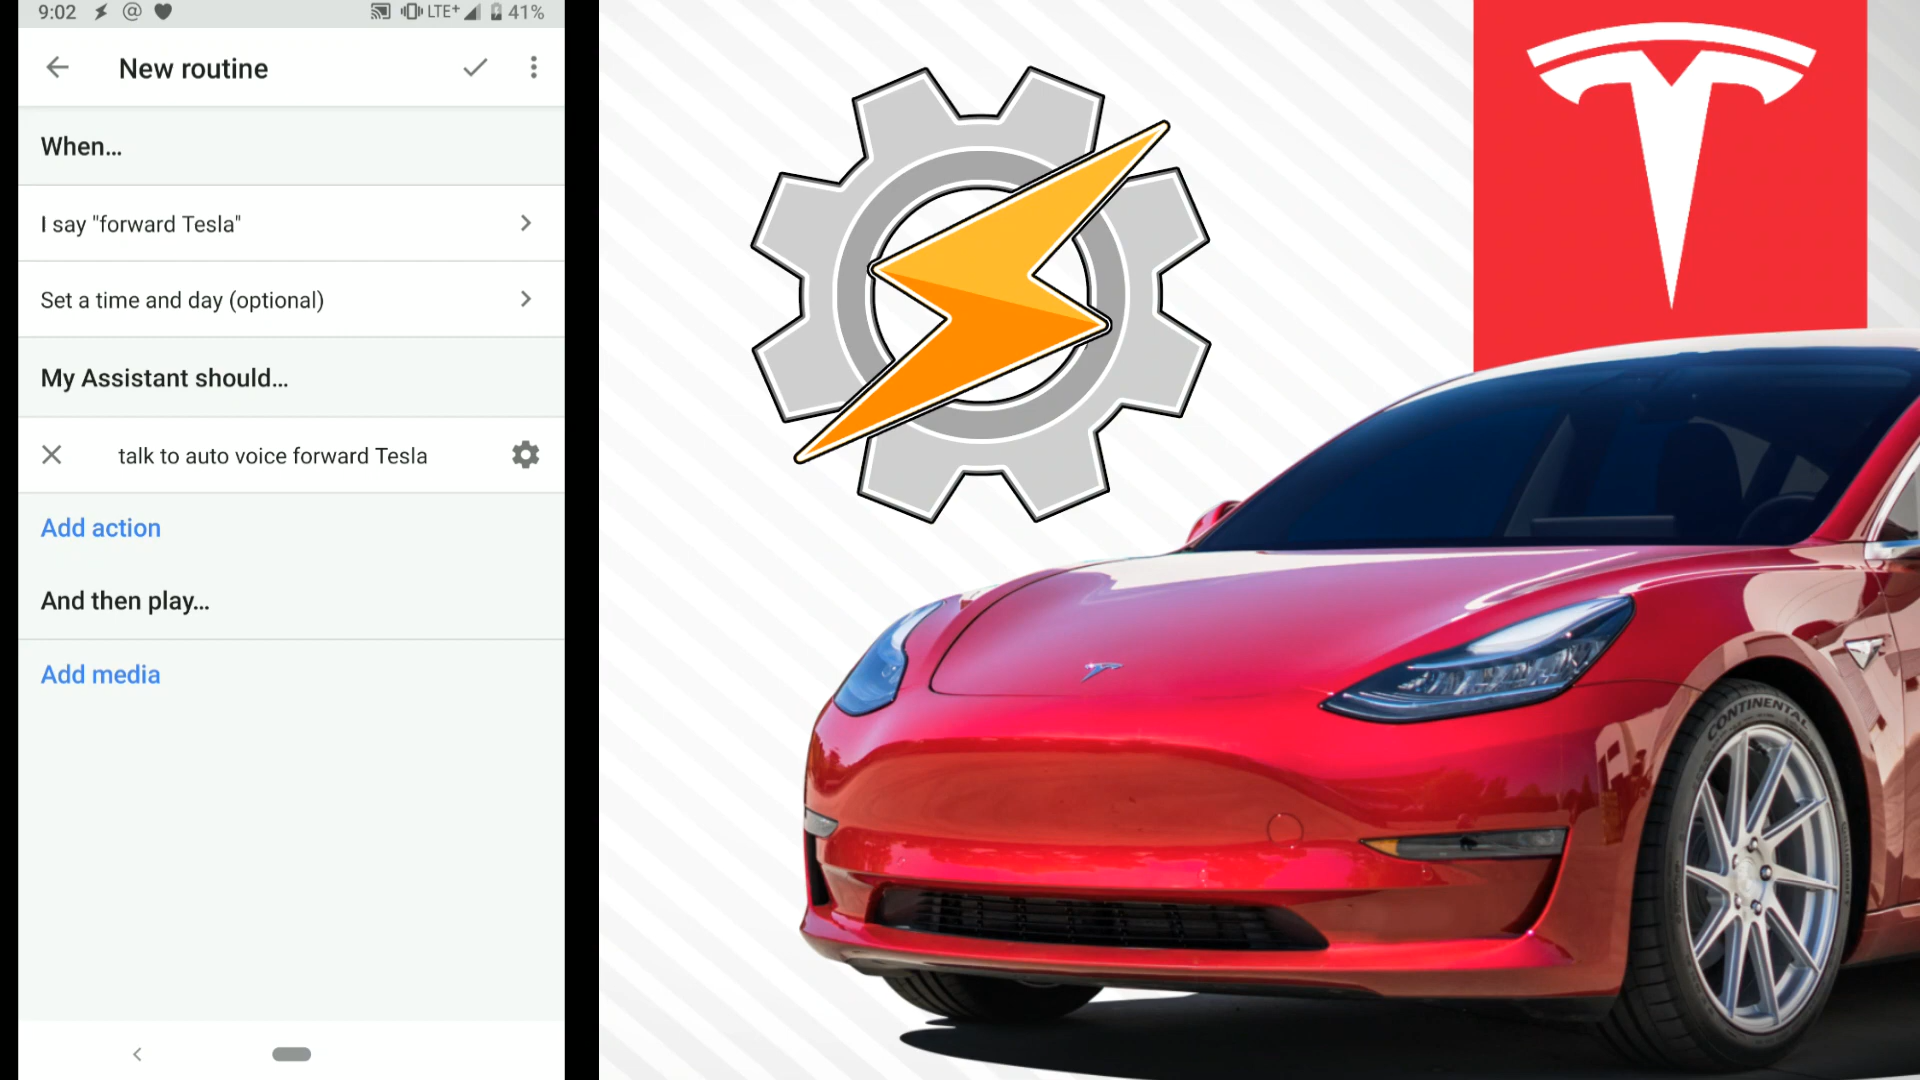 9:02 @ LTE+ 41%
New routine
When...
I say "forward Tesla"
Set a time and day (optional)
My Assistant should...
talk to auto voice forward Tesla
Add action
And then play...
Add media
CONTINENTAL